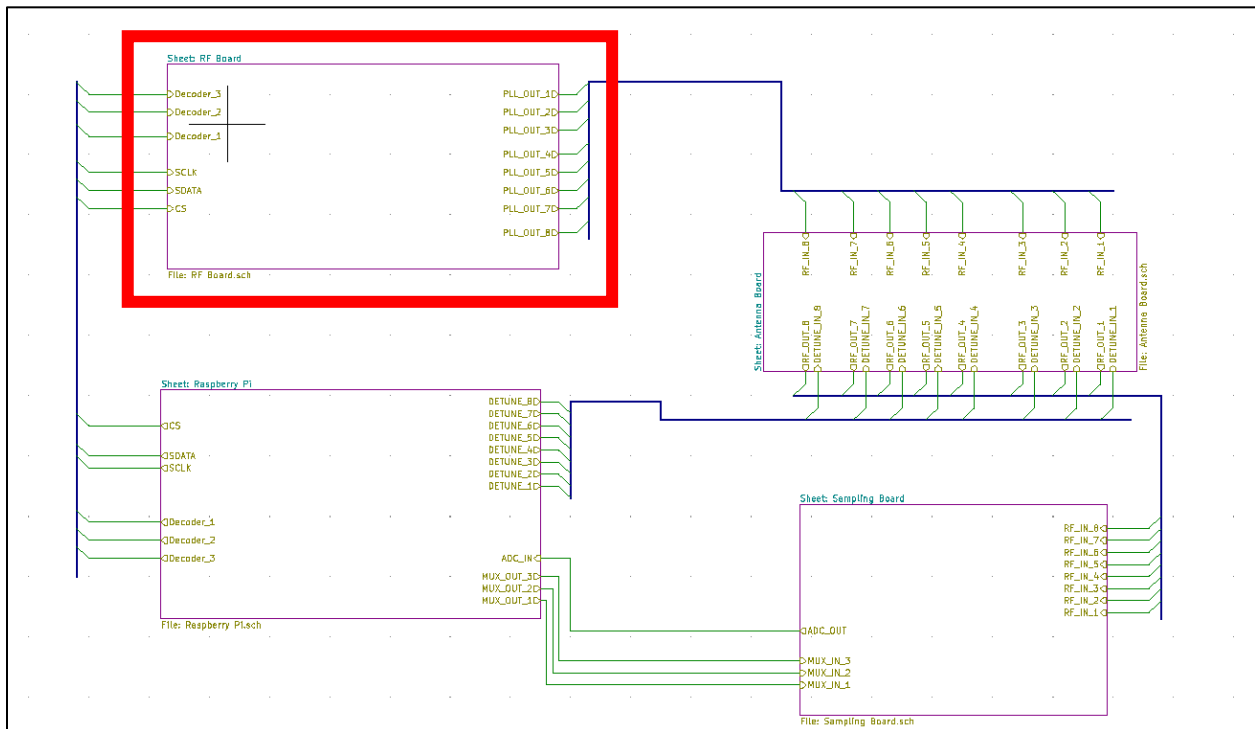 Sheet: RF Board
Decoder_3
Decoder_2
Decoder_1
SCLK
SDATA
CS
PLL_OUT_1
PLL_OUT_2
PLL_OUT_3
PLL_OUT_4
PLL_OUT_5
PLL_OUT_6
PLL_OUT_7
PLL_OUT_8
File: RF Board.sch
Sheet: Antenna Board
RF_IN_8
RF_IN_7
RF_IN_6
RF_IN_5
RF_IN_4
RF_IN_3
RF_IN_2
RF_IN_1
RF_OUT_8
DETUNE_IN_8
RF_OUT_7
DETUNE_IN_7
RF_OUT_6
DETUNE_IN_6
RF_OUT_5
DETUNE_IN_5
RF_OUT_4
DETUNE_IN_4
RF_OUT_3
DETUNE_IN_3
RF_OUT_2
DETUNE_IN_2
RF_OUT_1
DETUNE_IN_1
File: Antenna Board.sch
Sheet: Raspberry Pi
CS
SDATA
SCLK
Decoder_1
Decoder_2
Decoder_3
DETUNE_8
DETUNE_7
DETUNE_6
DETUNE_5
DETUNE_4
DETUNE_3
DETUNE_2
DETUNE_1
ADC_IN
MUX_OUT_3
MUX_OUT_2
MUX_OUT_1
File: Raspberry Pi.sch
Sheet: Sampling Board
RF_IN_8
RF_IN_7
RF_IN_6
RF_IN_5
RF_IN_4
RF_IN_3
RF_IN_2
RF_IN_1
ADC_OUT
MUX_IN_3
MUX_IN_2
MUX_IN_1
File: Sampling Board.sch